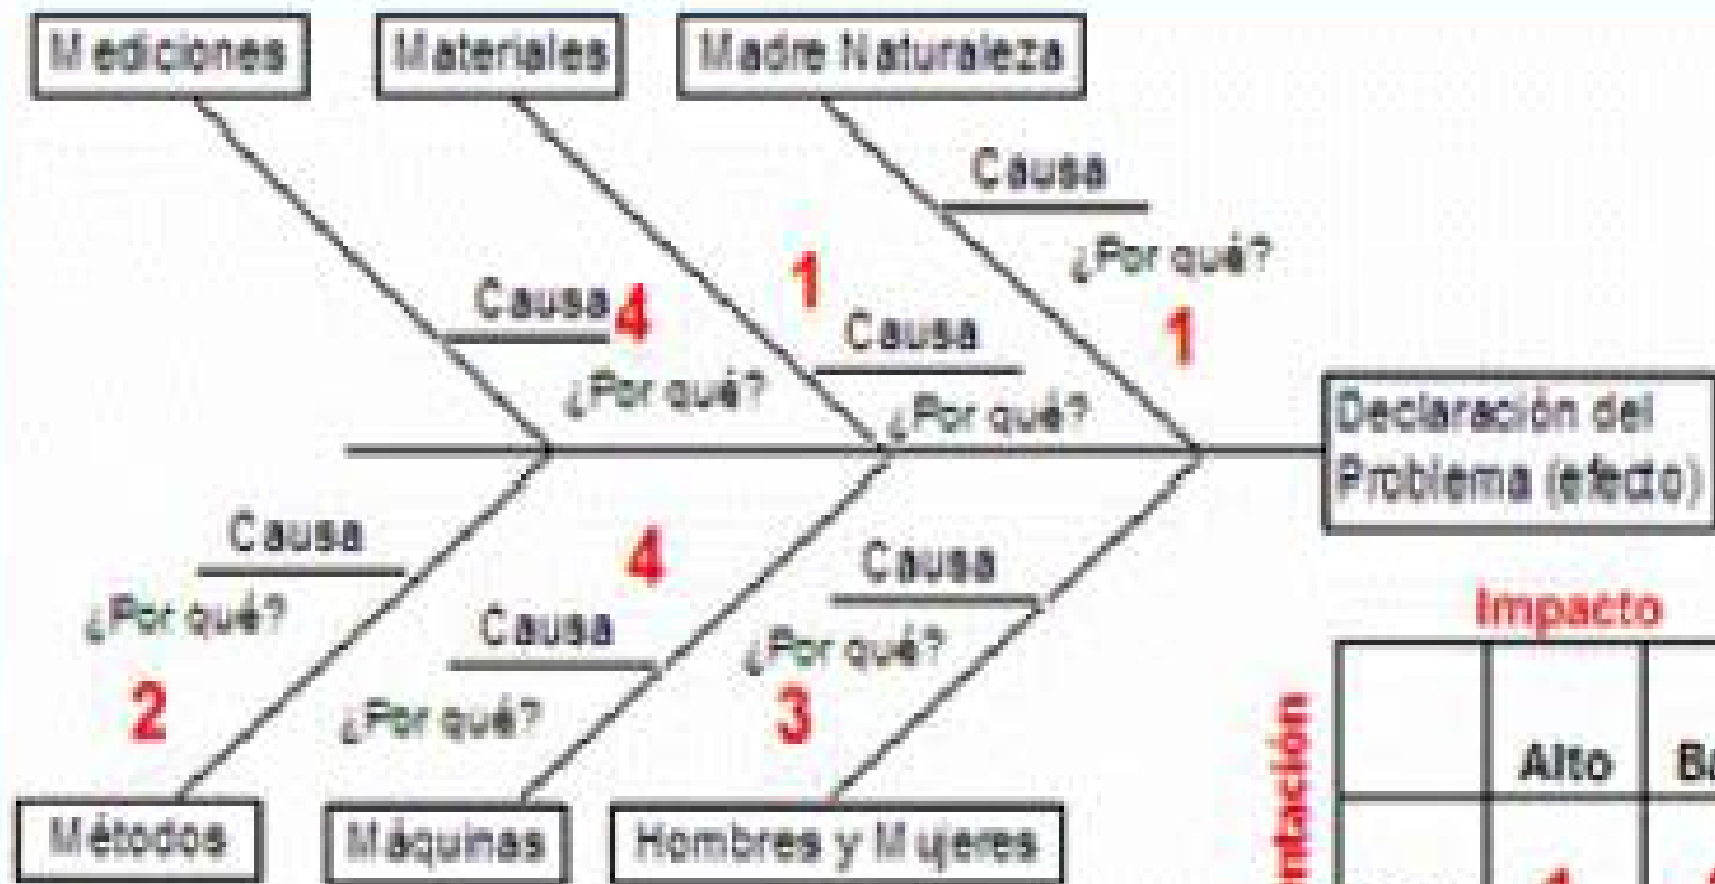 Mediciones
Materiales
Madre Naturaleza
Causa
¿Por qué?
1
1
Causa
4
Causa
¿Por qué?
¿Por qué?
Declaración del
Problema (efecto)
Causa
¿Por qué?
2
4
Causa
¿Por qué?
Causa
¿Por qué?
3
Métodos
Máquinas
Hombres y Mujeres
Impacto
Alto